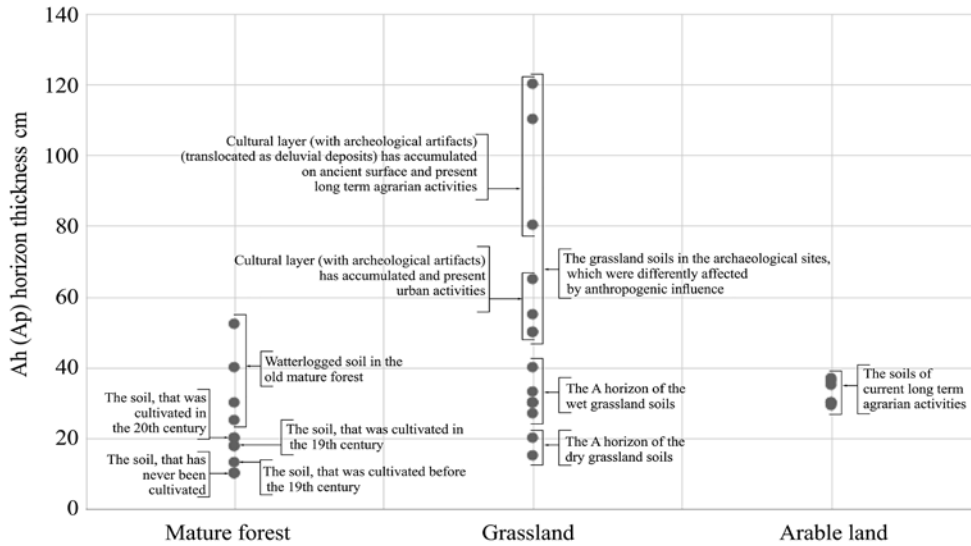 140
120
100
80
60
40
20
0
Ah (Ap) horizon thickness cm
Cultural layer (with archeological artifacts)
(translocated as deluvial deposits) has accumulated
on ancient surface and present
long term agrarian activities
Cultural layer (with archeological artifacts)
has accumulated and present
urban activities
The grassland soils in the archaeological sites,
which were differently affected
by anthropogenic influence
Watterlogged soil in the
old mature forest
The soil, that was
cultivated in
the 20th century
The soil, that was cultivated in
the 19th century
The soil, that has
never been
cultivated
The soil, that was cultivated before
the 19th century
The A horizon of the
wet grassland soils
The A horizon of the
dry grassland soils
The soils of
current long term
agrarian activities
Mature forest
Grassland
Arable land